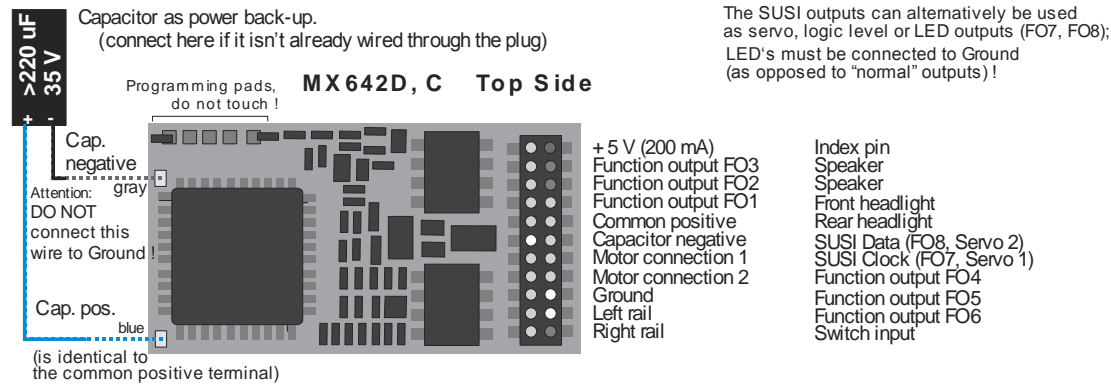 >220 uF
35 V
+ -
Capacitor as power back-up.
(connect here if it isn't already wired through the plug)
The SUSI outputs can alternatively be used
as servo, logic level or LED outputs (FO7, FO8);
LED‘s must be connected to Ground
(as opposed to “normal” outputs) !
Programming pads,
do not touch !
MX642D, C Top Side
Cap.
negative
gray
Attention:
DO NOT
connect this
wire to Ground !
Cap. pos.
blue
(is identical to
the common positive terminal)
+ 5 V (200 mA) Index pin
Function output FO3 Speaker
Function output FO2 Speaker
Function output FO1 Front headlight
Common positive Rear headlight
Capacitor negative SUSI Data (FO8, Servo 2)
Motor connection 1 SUSI Clock (FO7, Servo 1)
Motor connection 2 Function output FO4
Ground Function output FO5
Left rail Function output FO6
Right rail Switch input